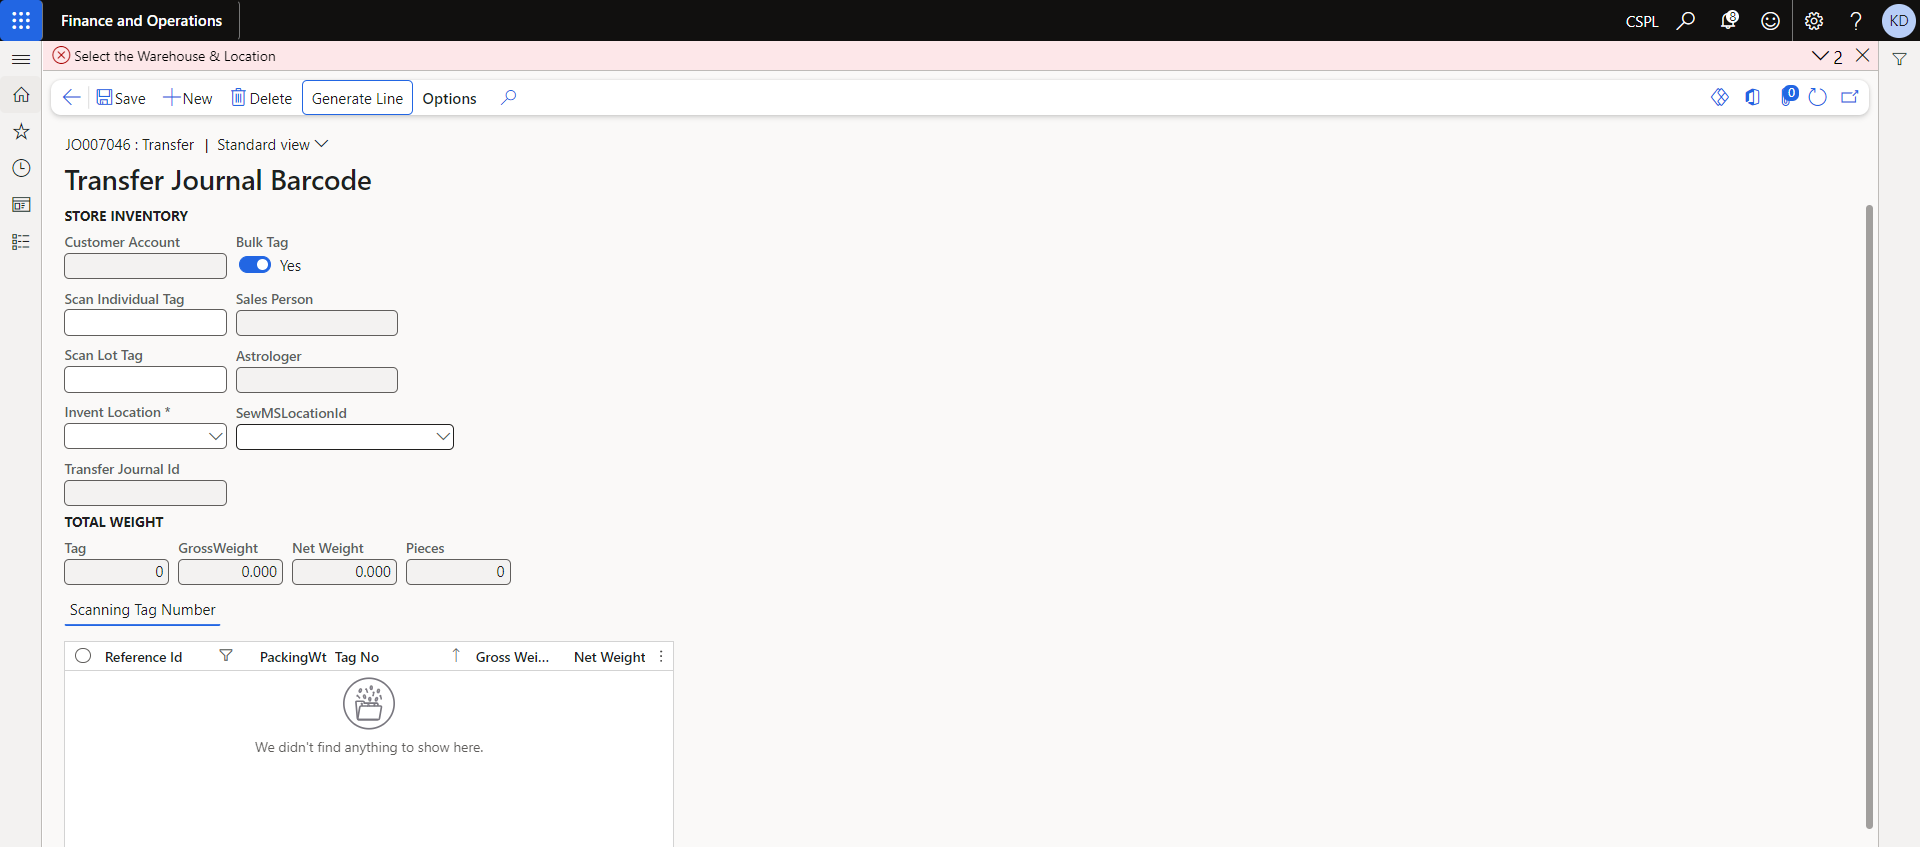 Finance and Operations
CSPL
8
KD
Select the Warehouse & Location
2
Save
New
Delete
Generate Line
Options
0
JO007046 : Transfer | Standard view
Transfer Journal Barcode
STORE INVENTORY
Customer Account
Bulk Tag
Yes
Scan Individual Tag
Sales Person
Scan Lot Tag
Astrologer
Invent Location *
SewMSLocationId
Transfer Journal Id
TOTAL WEIGHT
Tag
GrossWeight
Net Weight
Pieces
0
0.000
0.000
0
Scanning Tag Number
Reference Id
PackingWt
Tag No
Gross Wei...
Net Weight
We didn't find anything to show here.